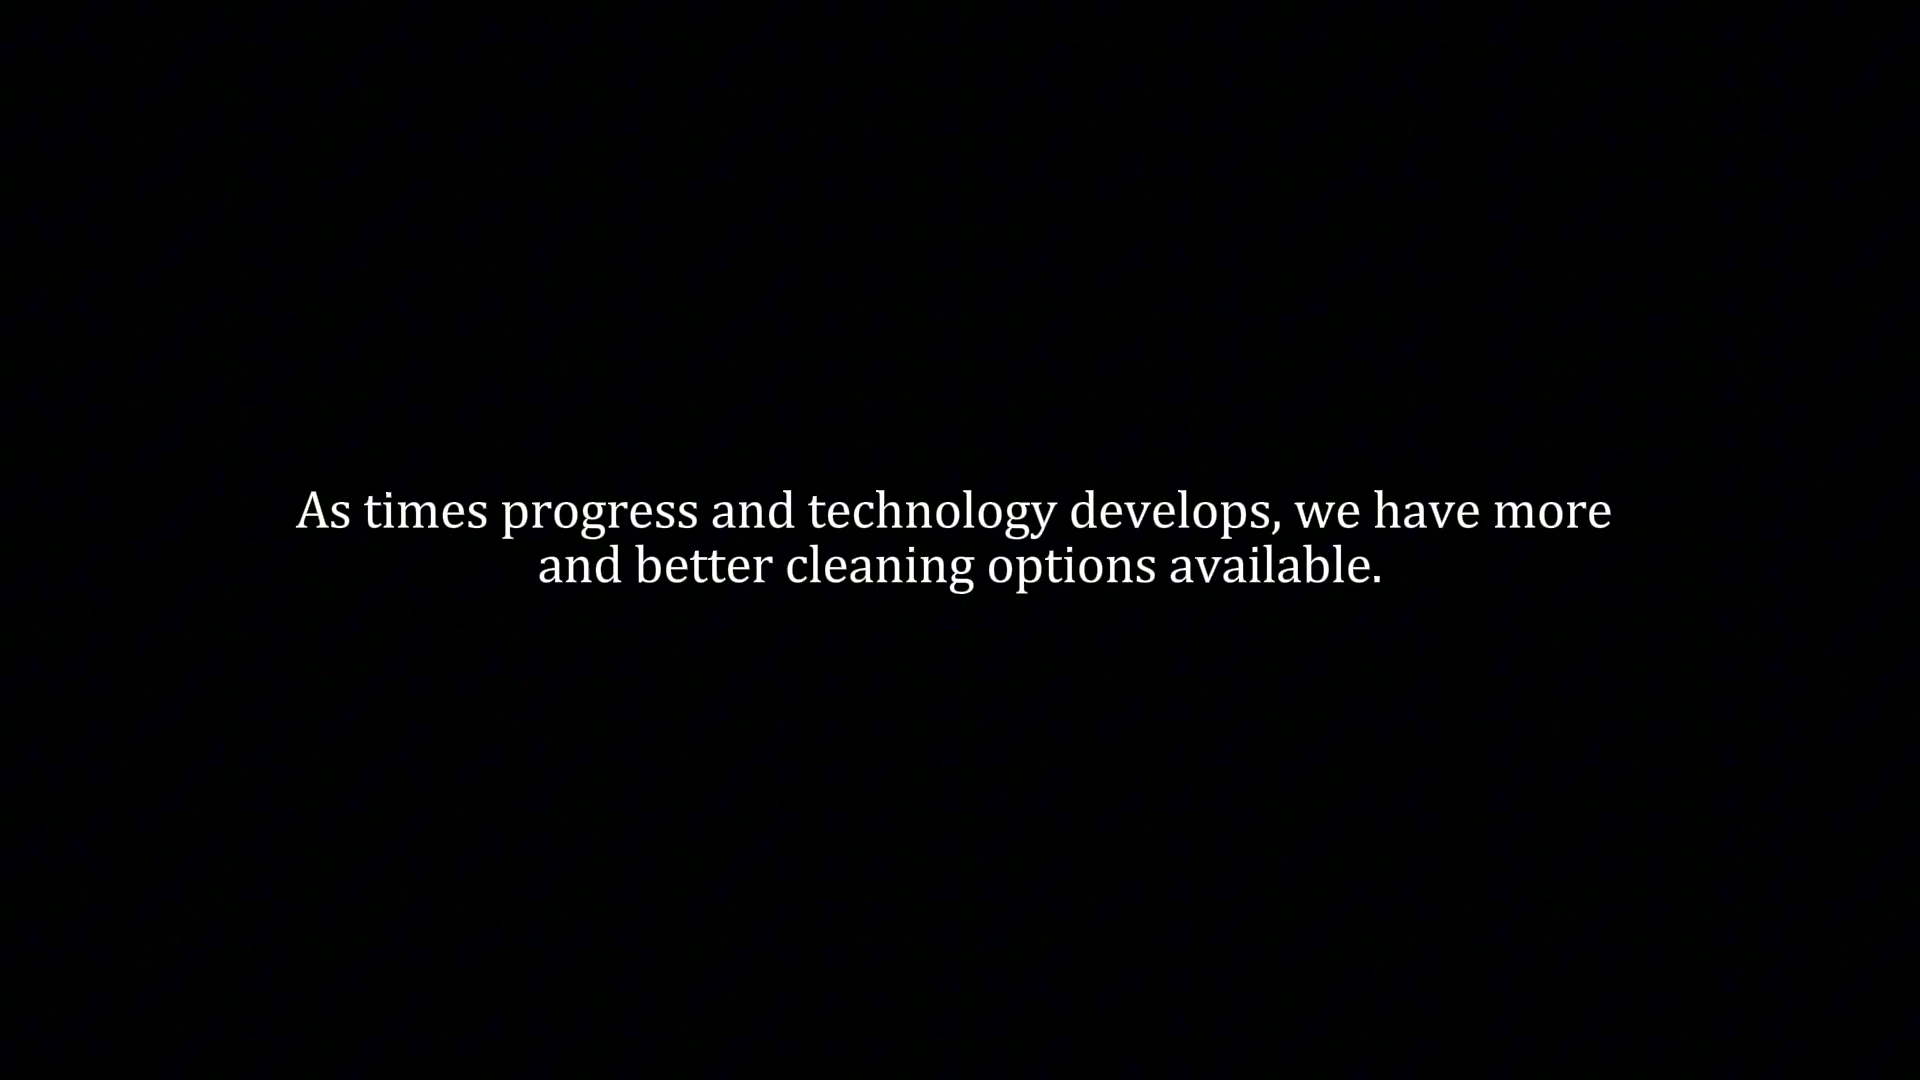 As times progress and technology develops, we have more
and better cleaning options available.